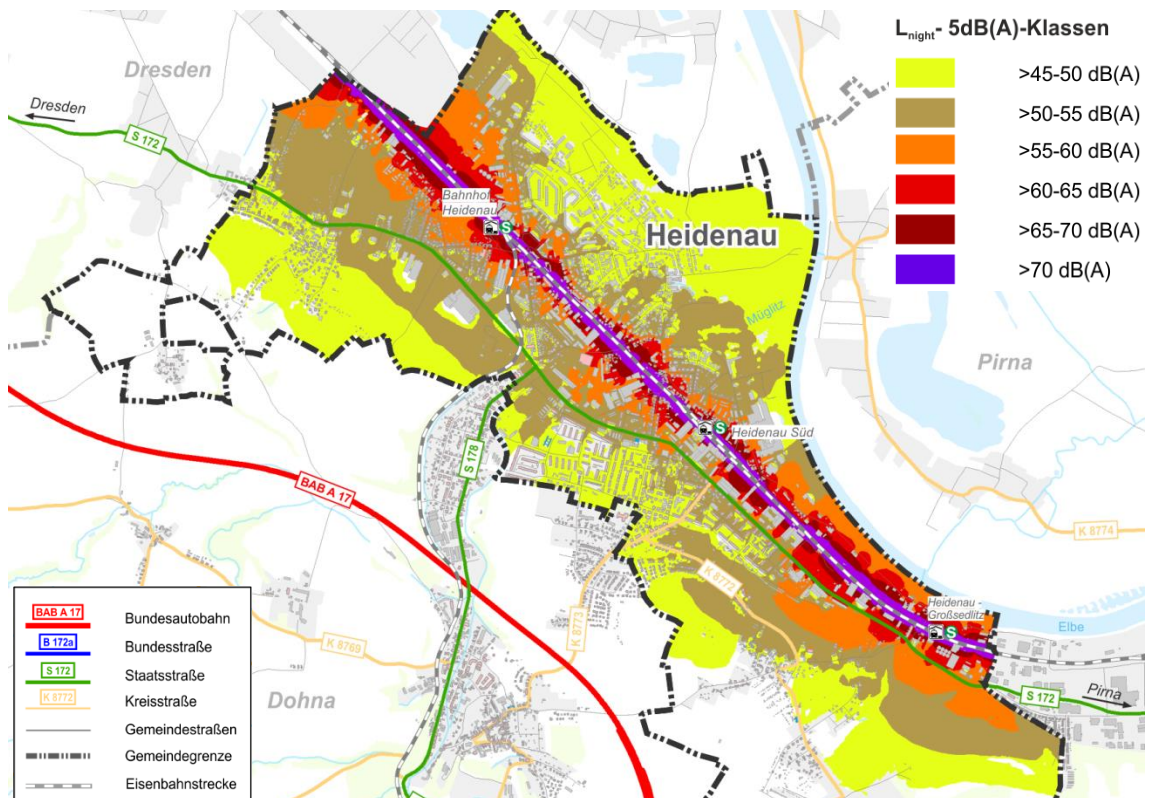 L night - 5dB(A)-Klassen
>45-50 dB(A)
>50-55 dB(A)
>55-60 dB(A)
>60-65 dB(A)
>65-70 dB(A)
>70 dB(A)
Dresden
Dresden
S 172
Bahnhof
Heidenau
S
Heidenau
Müglitz
Pirna
S
Heidenau Süd
S 178
BAB A 17
K 8774
K 8772
K 8773
Heidenau -
Großsedlitz
S
Elbe
K 8769
Dohna
Pirna
S 172
S 172
BAB A 17
Bundesautobahn
B 172a
Bundesstraße
S 172
Staatsstraße
K 8772
Kreisstraße
Gemeindestraßen
Gemeindegrenze
Eisenbahnstrecke